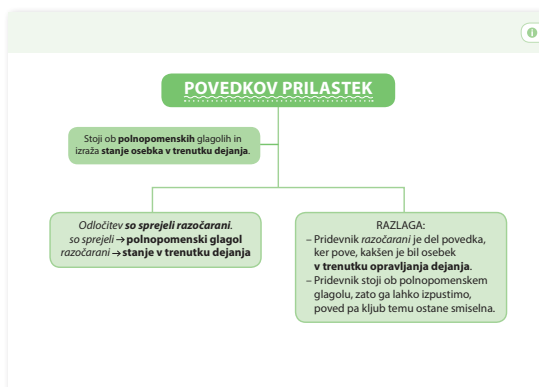 POVEDKOV PRILASTEK
Stoji ob polnopomenskih glagolih in
izraža stanje osebka v trenutku dejanja.
Odločitev so sprejeli razočarani.
so sprejeli → polnopomenski glagol
razočarani → stanje v trenutku dejanja
RAZLAGA:
– Pridevnik razočarani je del povedka,
ker pove, kakšen je bil osebek
v trenutku opravljanja dejanja.
– Pridevnik stoji ob polnopomenskem
glagolu, zato ga lahko izpustimo,
poved pa kljub temu ostane smiselna.